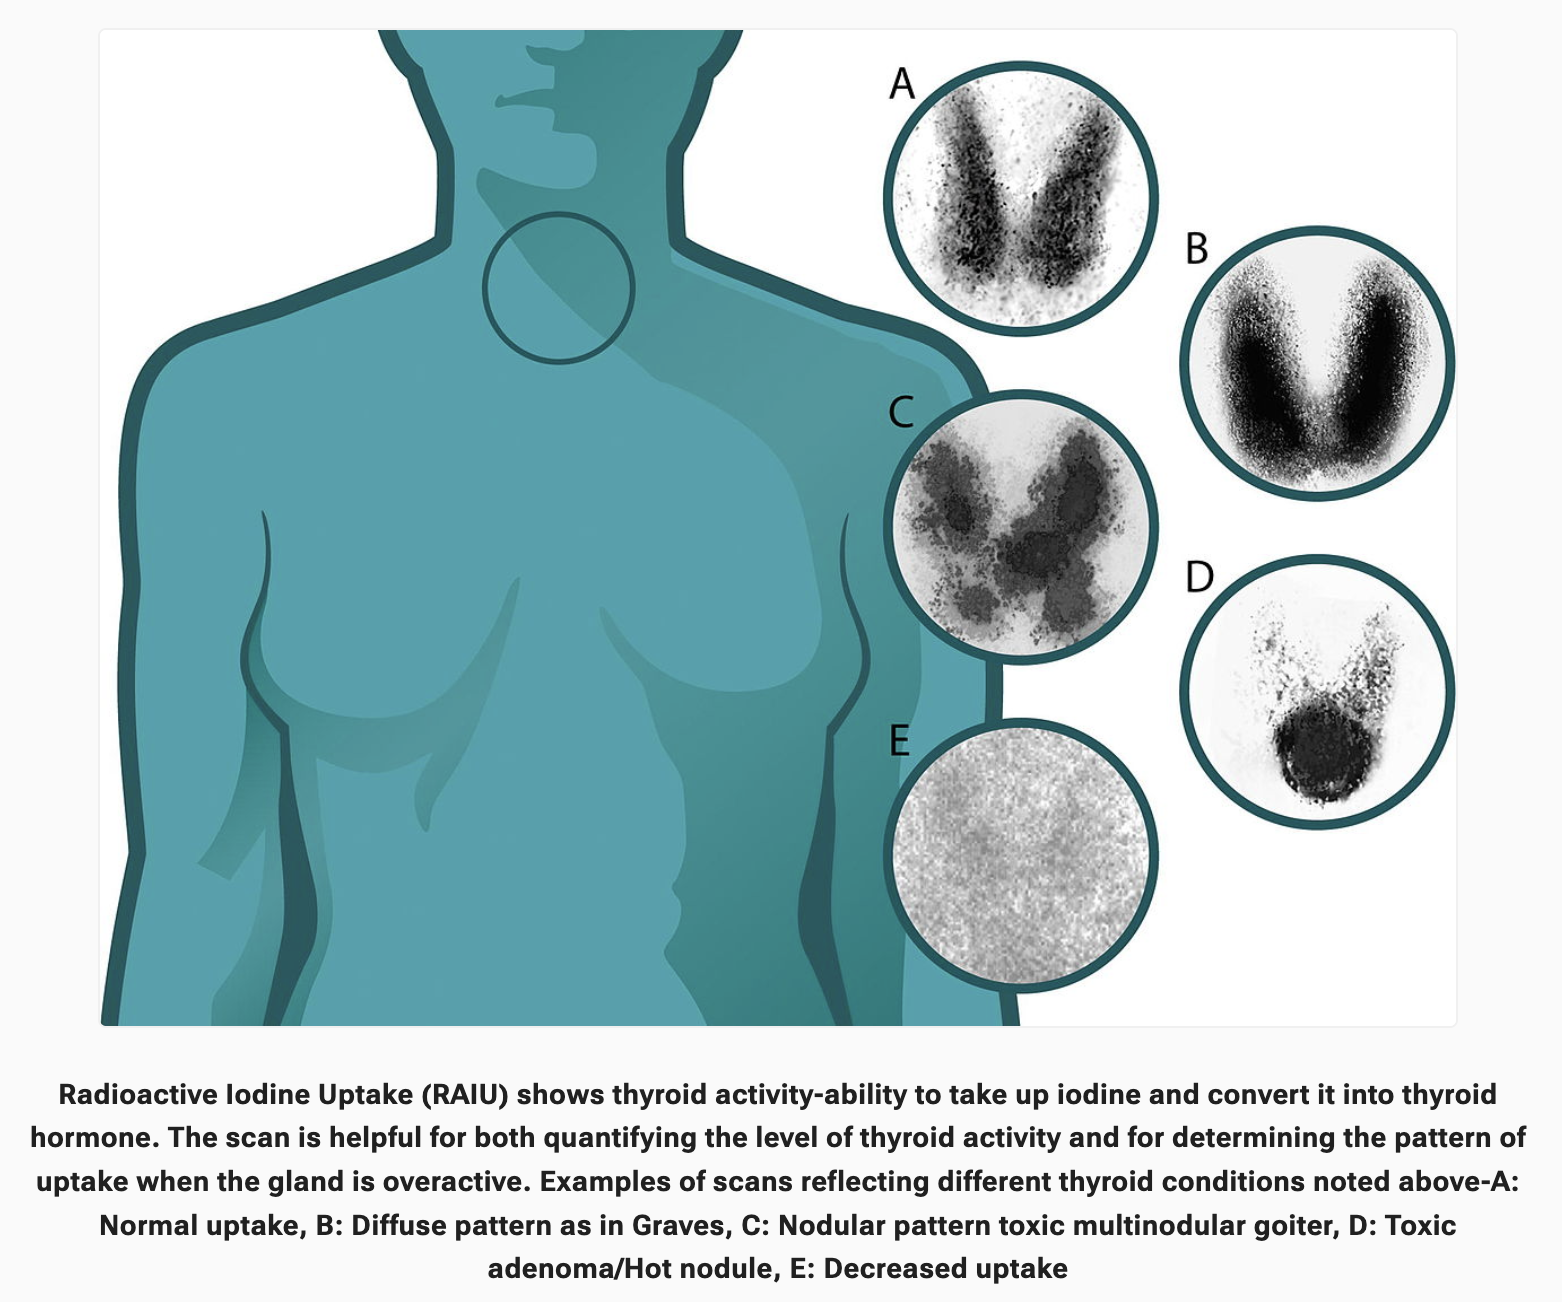 A
B
C
D
E
Radioactive Iodine Uptake (RAIU) shows thyroid activity-ability to take up iodine and convert it into thyroid
hormone. The scan is helpful for both quantifying the level of thyroid activity and for determining the pattern of
uptake when the gland is overactive. Examples of scans reflecting different thyroid conditions noted above-A:
Normal uptake, B: Diffuse pattern as in Graves, C: Nodular pattern toxic multinodular goiter, D: Toxic
adenoma/Hot nodule, E: Decreased uptake